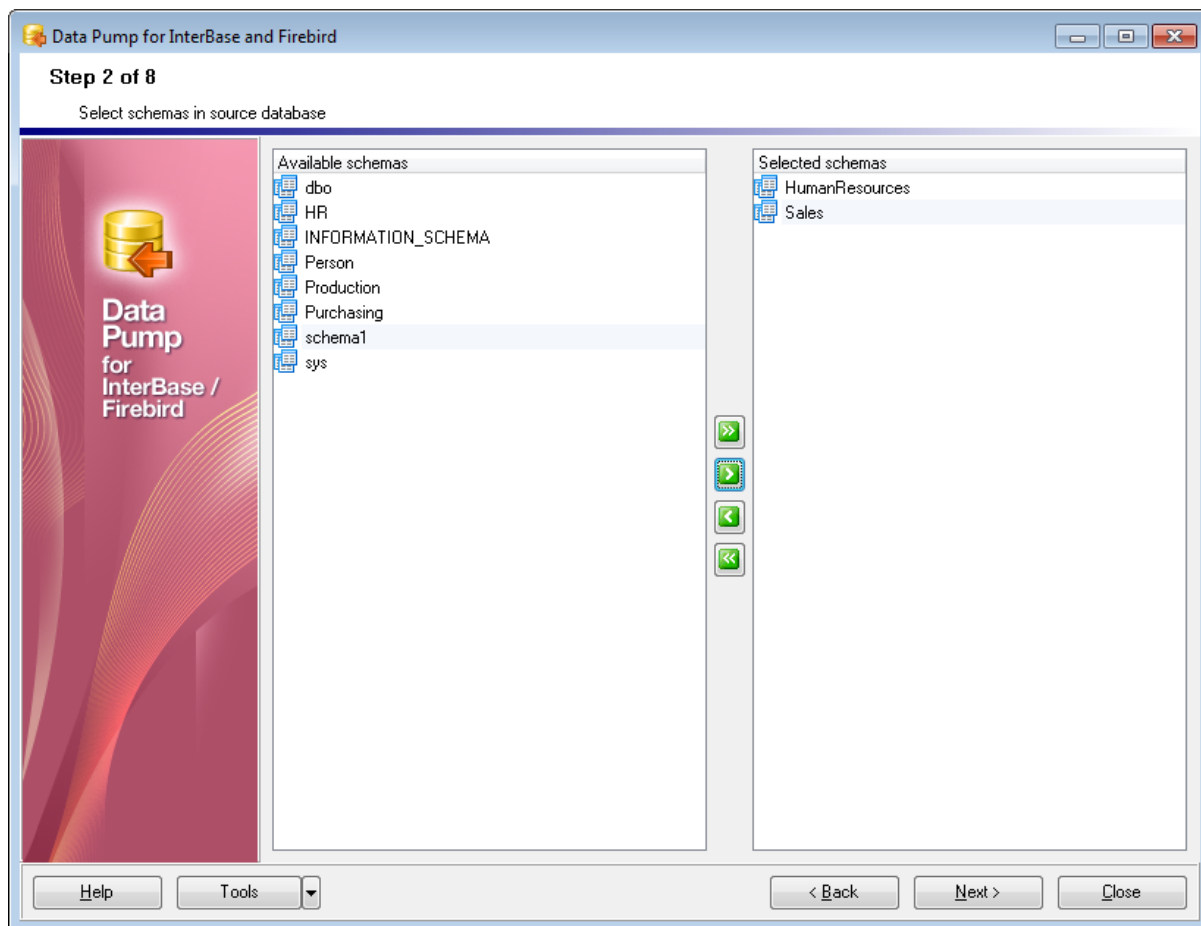 Data Pump for InterBase and Firebird
Step 2 of 8
Select schemas in source database
Data
Pump
for
InterBase /
Firebird
Available schemas
dbo
HR
INFORMATION_SCHEMA
Person
Production
Purchasing
schema1
sys
Selected schemas
HumanResources
Sales
Help
Tools
< Back
Next >
Close